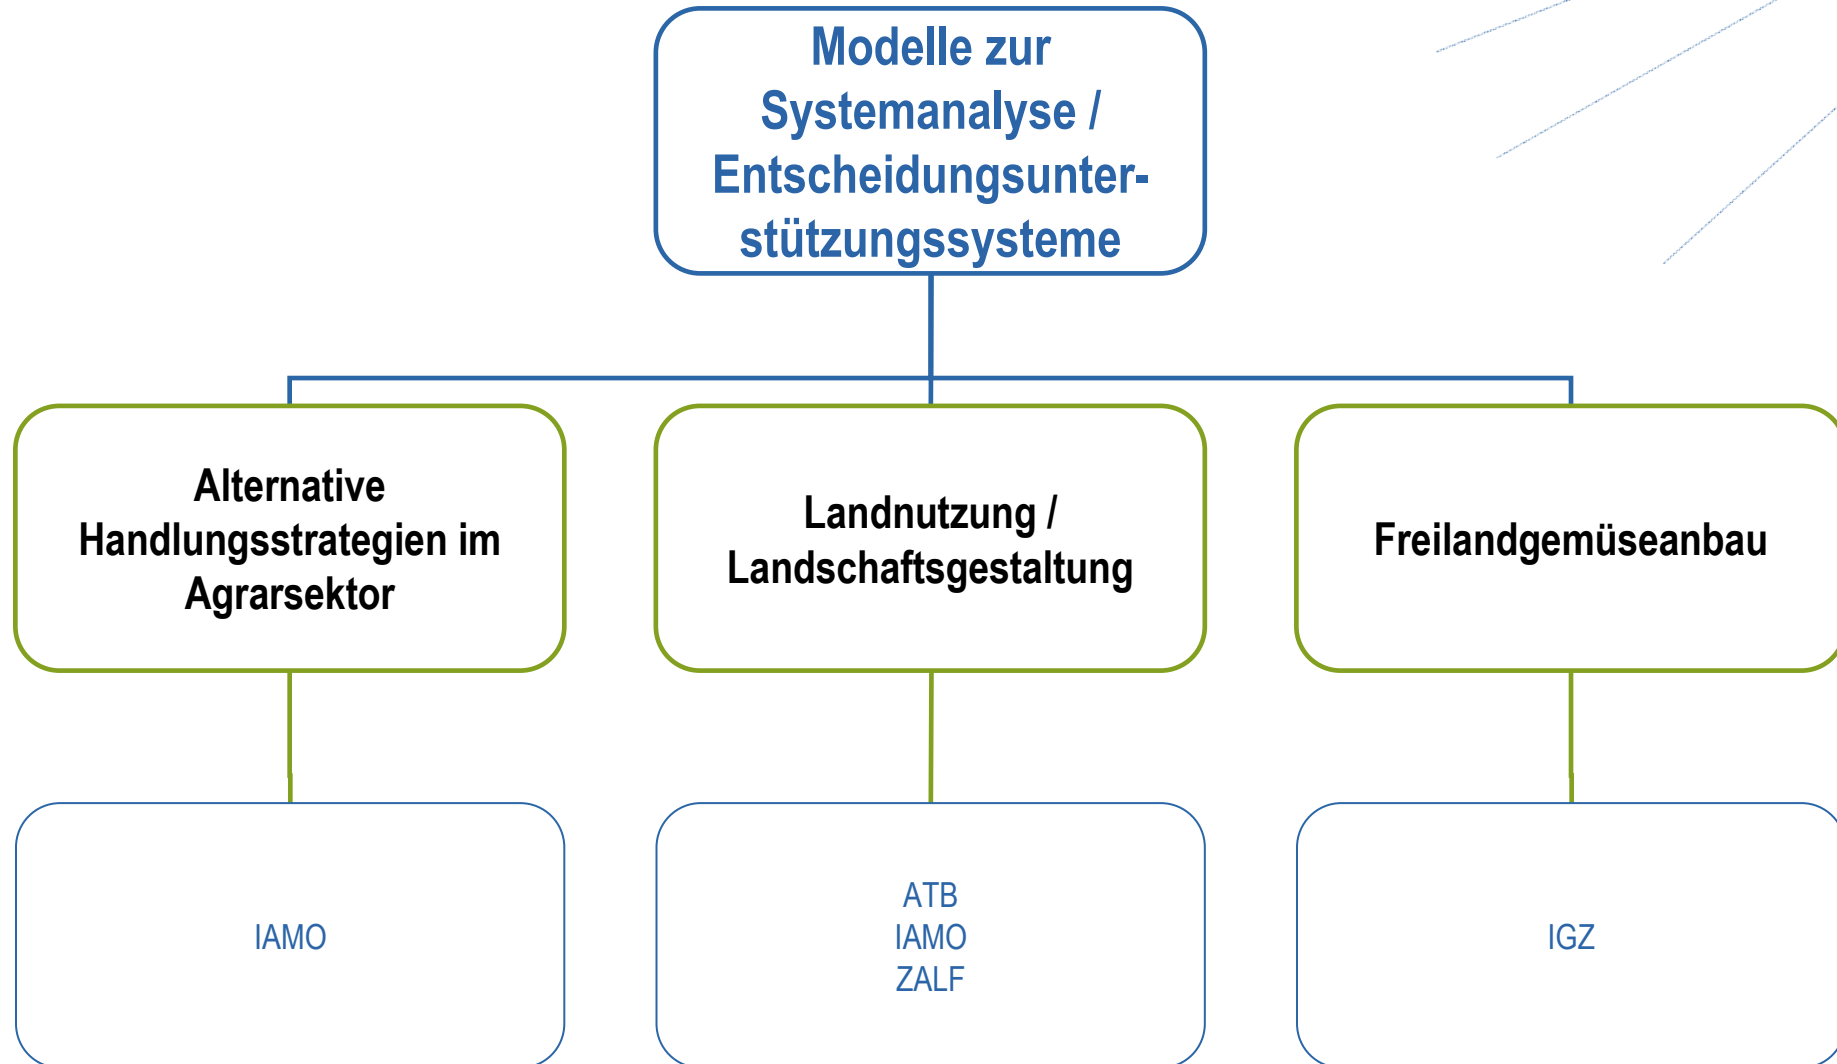 Modelle zur
Systemanalyse /
Entscheidungsunter-
stützungssysteme
Alternative
Handlungsstrategien im
Agrarsektor
Landnutzung /
Landschaftsgestaltung
Freilandgemüseanbau
IAMO
ATB
IAMO
ZALF
IGZ